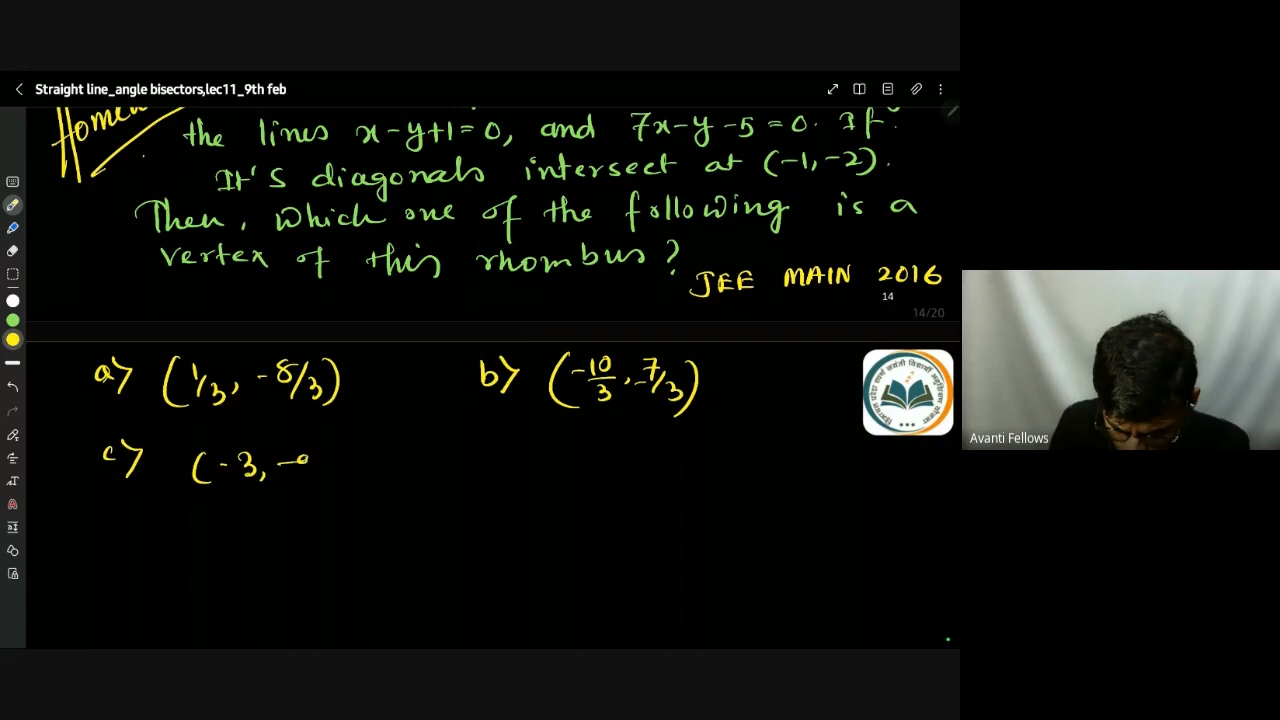 Straight line_angle bisectors,lec11_9th feb
the lines x-y+1=0, and 7x-y-5=0. If
It's diagonals intersect at (-1,-2).
Then, which one of the following is a
vertex of this rhombus?
JEE MAIN 2016
14
14/20
a) (1/3, -8/3) b) (-10/3, -7/3)
c) (-3, -
Avanti Fellows